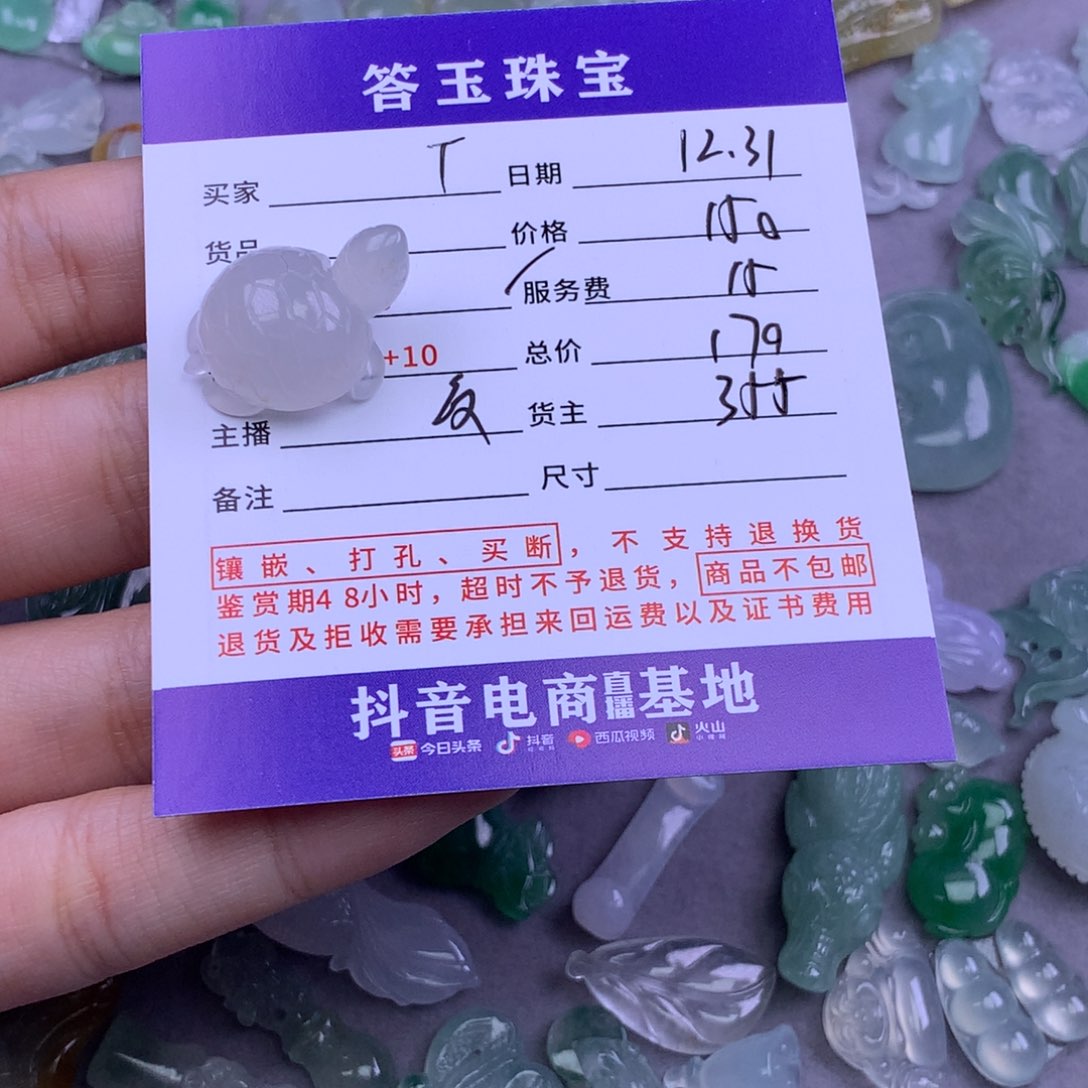 答玉珠宝
买家 T 日期 12.31
货品 价格 150
服务费 15
+10 总价 179
主播 友 货主 355
备注 尺寸
镶嵌、打孔、买断，不支持退换货
鉴赏期48小时，超时不予退货，商品不包邮
退货及拒收需要承担来回运费以及证书费用
抖音电商直播基地
头条 今日头条 抖音 西瓜视频 火山